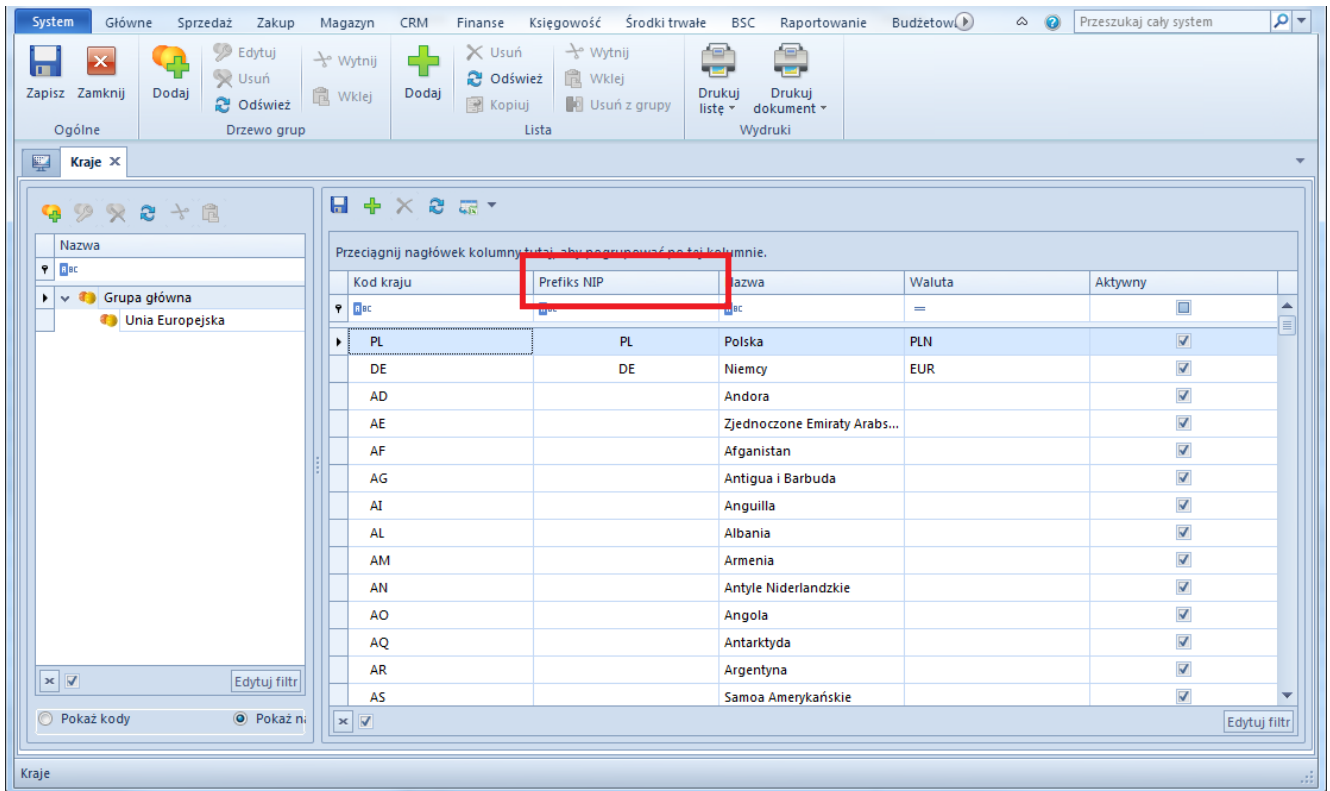 System Główne Sprzedaż Zakup Magazyn CRM Finanse Księgowość Środki trwałe BSC Raportowanie Budżetow Przeszukaj cały system
Zapisz Zamknij Dodaj Edytuj Usuń Odśwież Wytnij Wklej Dodaj Usuń Odśwież Kopiuj Wytnij Wklej Usuń z grupy Drukuj listę Drukuj dokument
Ogólne Drzewo grup Lista Wydruki
Kraje
Nazwa
Grupa główna
Unia Europejska
Edytuj filtr
Pokaż kody Pokaż na
Przeciągnij nagłówek kolumny tutaj, aby pogrupować po tej kolumnie.
Kod kraju Prefiks NIP Nazwa Waluta Aktywny
PL PL Polska PLN
DE DE Niemcy EUR
AD Andora
AE Zjednoczone Emiraty Arabs...
AF Afganistan
AG Antigua i Barbuda
AI Anguilla
AL Albania
AM Armenia
AN Antyle Niderlandzkie
AO Angola
AQ Antarktyda
AR Argentyna
AS Samoa Amerykańskie
Edytuj filtr
Kraje